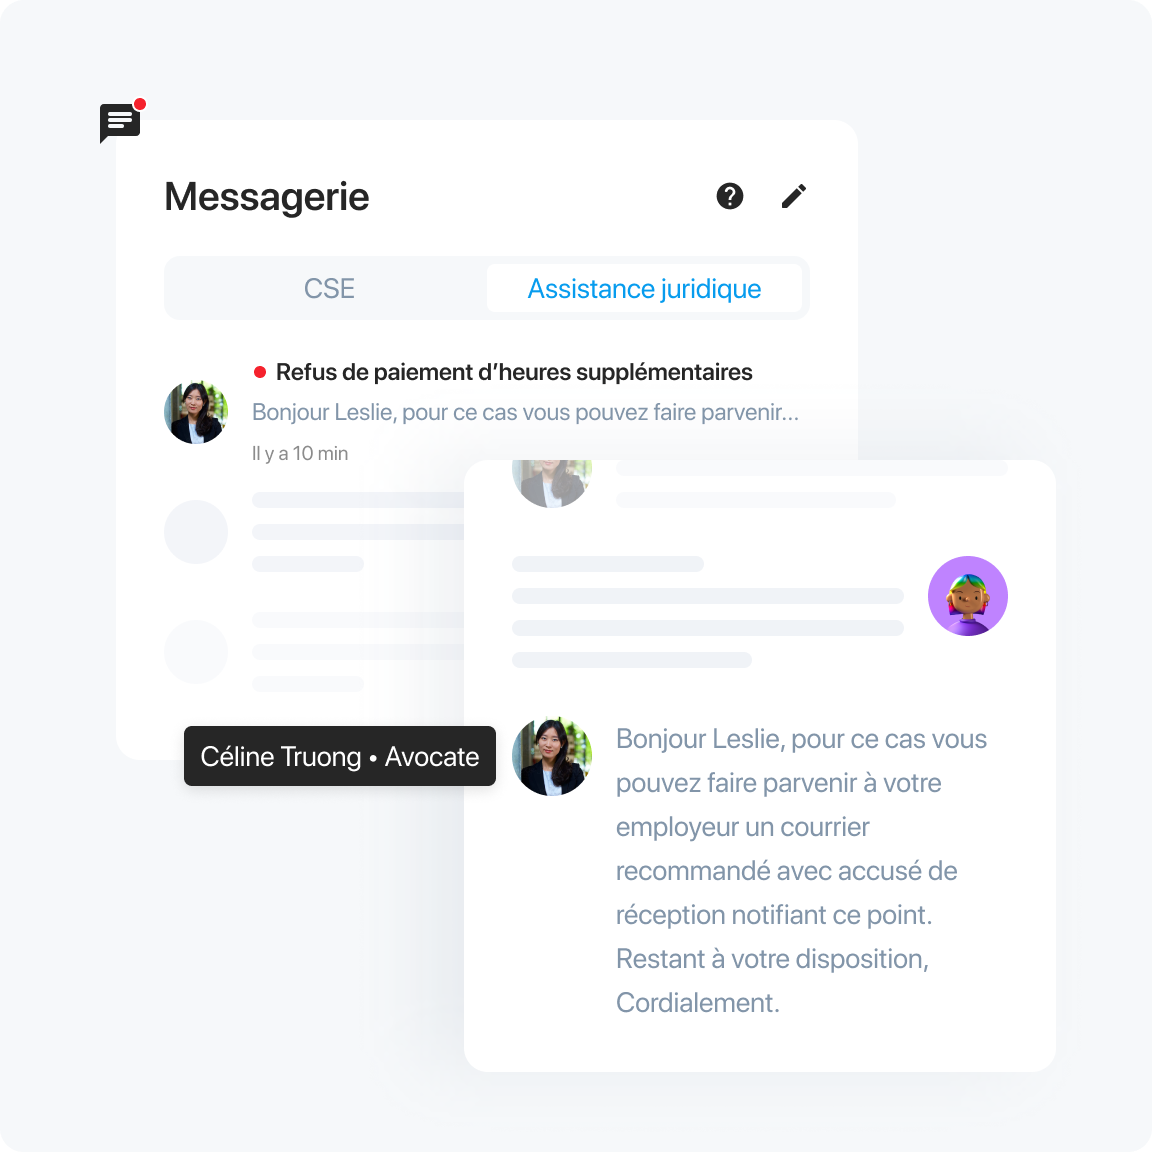 Messagerie
CSE
Assistance juridique
Refus de paiement d’heures supplémentaires
Bonjour Leslie, pour ce cas vous pouvez faire parvenir...
Il y a 10 min
Céline Truong • Avocate
Bonjour Leslie, pour ce cas vous
pouvez faire parvenir à votre
employeur un courrier
recommandé avec accusé de
réception notifiant ce point.
Restant à votre disposition,
Cordialement.